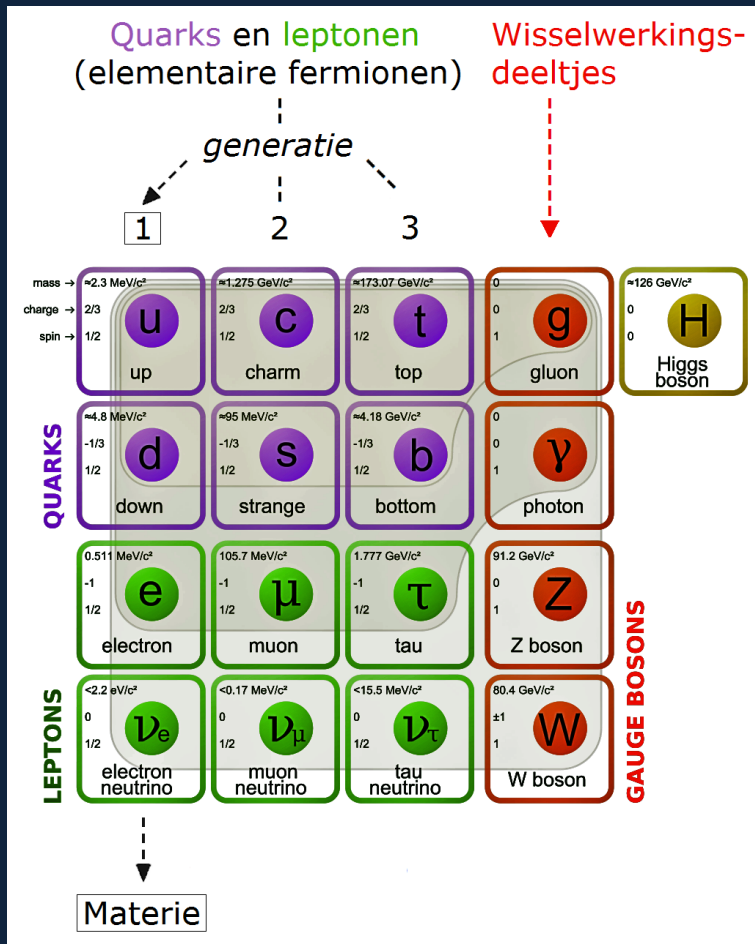 Quarks en leptonen
(elementaire fermionen)
Wisselwerkings-
deeltjes
generatie
1 2 3
mass →
charge →
spin →
≈2.3 MeV/c²
2/3
1/2
u
up
≈1.275 GeV/c²
2/3
1/2
c
charm
≈173.07 GeV/c²
2/3
1/2
t
top
0
0
1
g
gluon
≈126 GeV/c²
0
0
H
Higgs
boson
QUARKS
≈4.8 MeV/c²
-1/3
1/2
d
down
≈95 MeV/c²
-1/3
1/2
s
strange
≈4.18 GeV/c²
-1/3
1/2
b
bottom
0
0
1
γ
photon
0.511 MeV/c²
-1
1/2
e
electron
105.7 MeV/c²
-1
1/2
μ
muon
1.777 GeV/c²
-1
1/2
τ
tau
91.2 GeV/c²
0
1
Z
Z boson
LEPTONS
<2.2 eV/c²
0
1/2
νe
electron
neutrino
<0.17 MeV/c²
0
1/2
νμ
muon
neutrino
<15.5 MeV/c²
0
1/2
ντ
tau
neutrino
80.4 GeV/c²
±1
1
W
W boson
GAUGE BOSONS
Materie